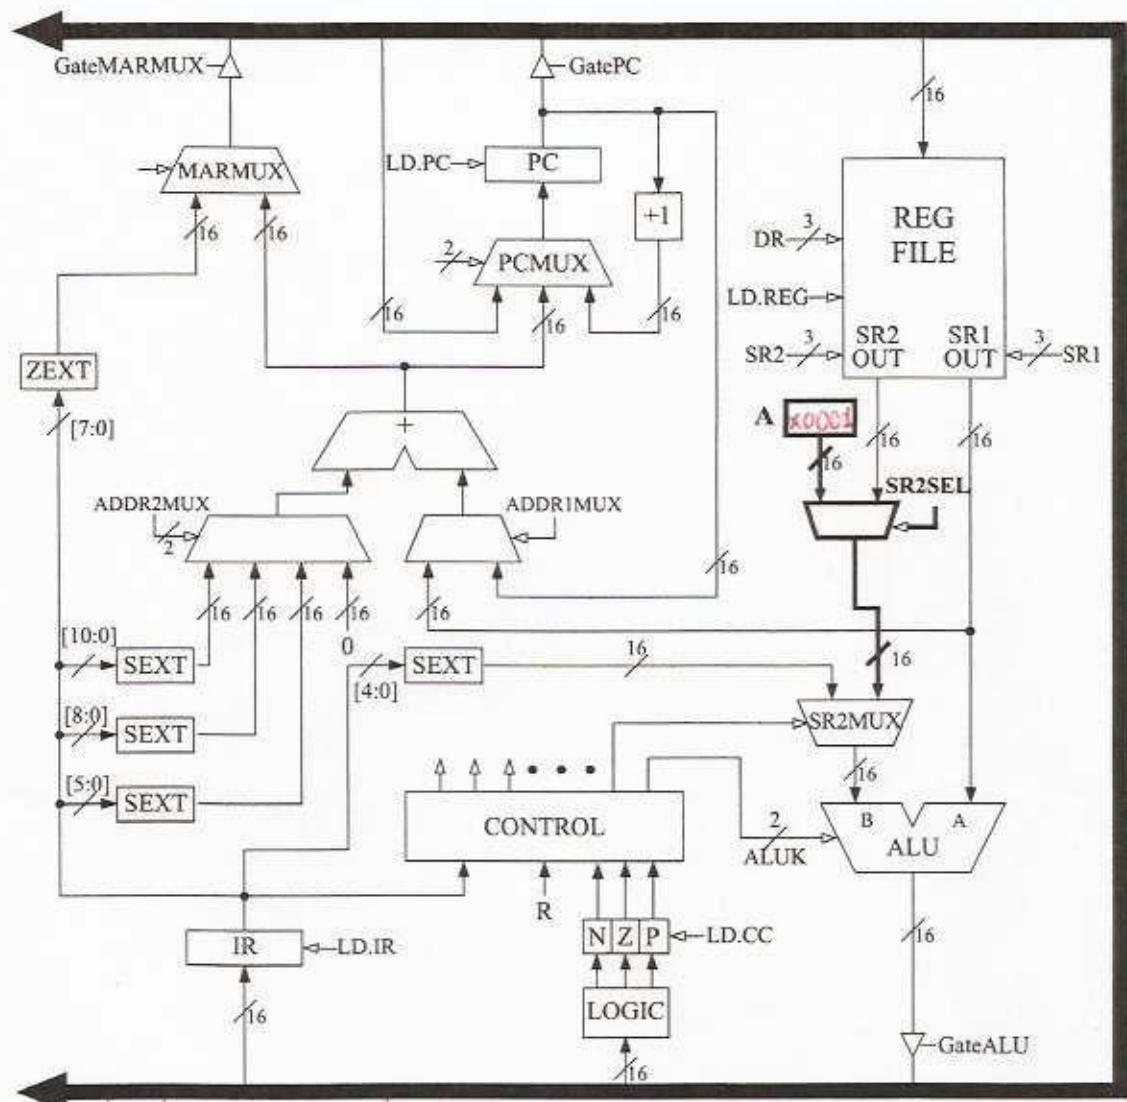 GateMARMUX
GatePC
16
MARMUX
LD.PC
PC
+1
REG
FILE
DR
3
2
PCMUX
16
16
LD.REG
16
16
16
SR2
3
SR2
OUT
SR1
OUT
3
SR1
ZEXT
[7:0]
+
A
x0001
16
16
16
SR2SEL
ADDR2MUX
2
ADDR1MUX
16
16
16
16
16
16
0
[10:0]
SEXT
[4:0]
SEXT
16
16
[8:0]
SEXT
SR2MUX
16
[5:0]
SEXT
CONTROL
2
ALUK
B
A
ALU
R
IR
LD.IR
N Z P
LD.CC
16
LOGIC
16
16
GateALU